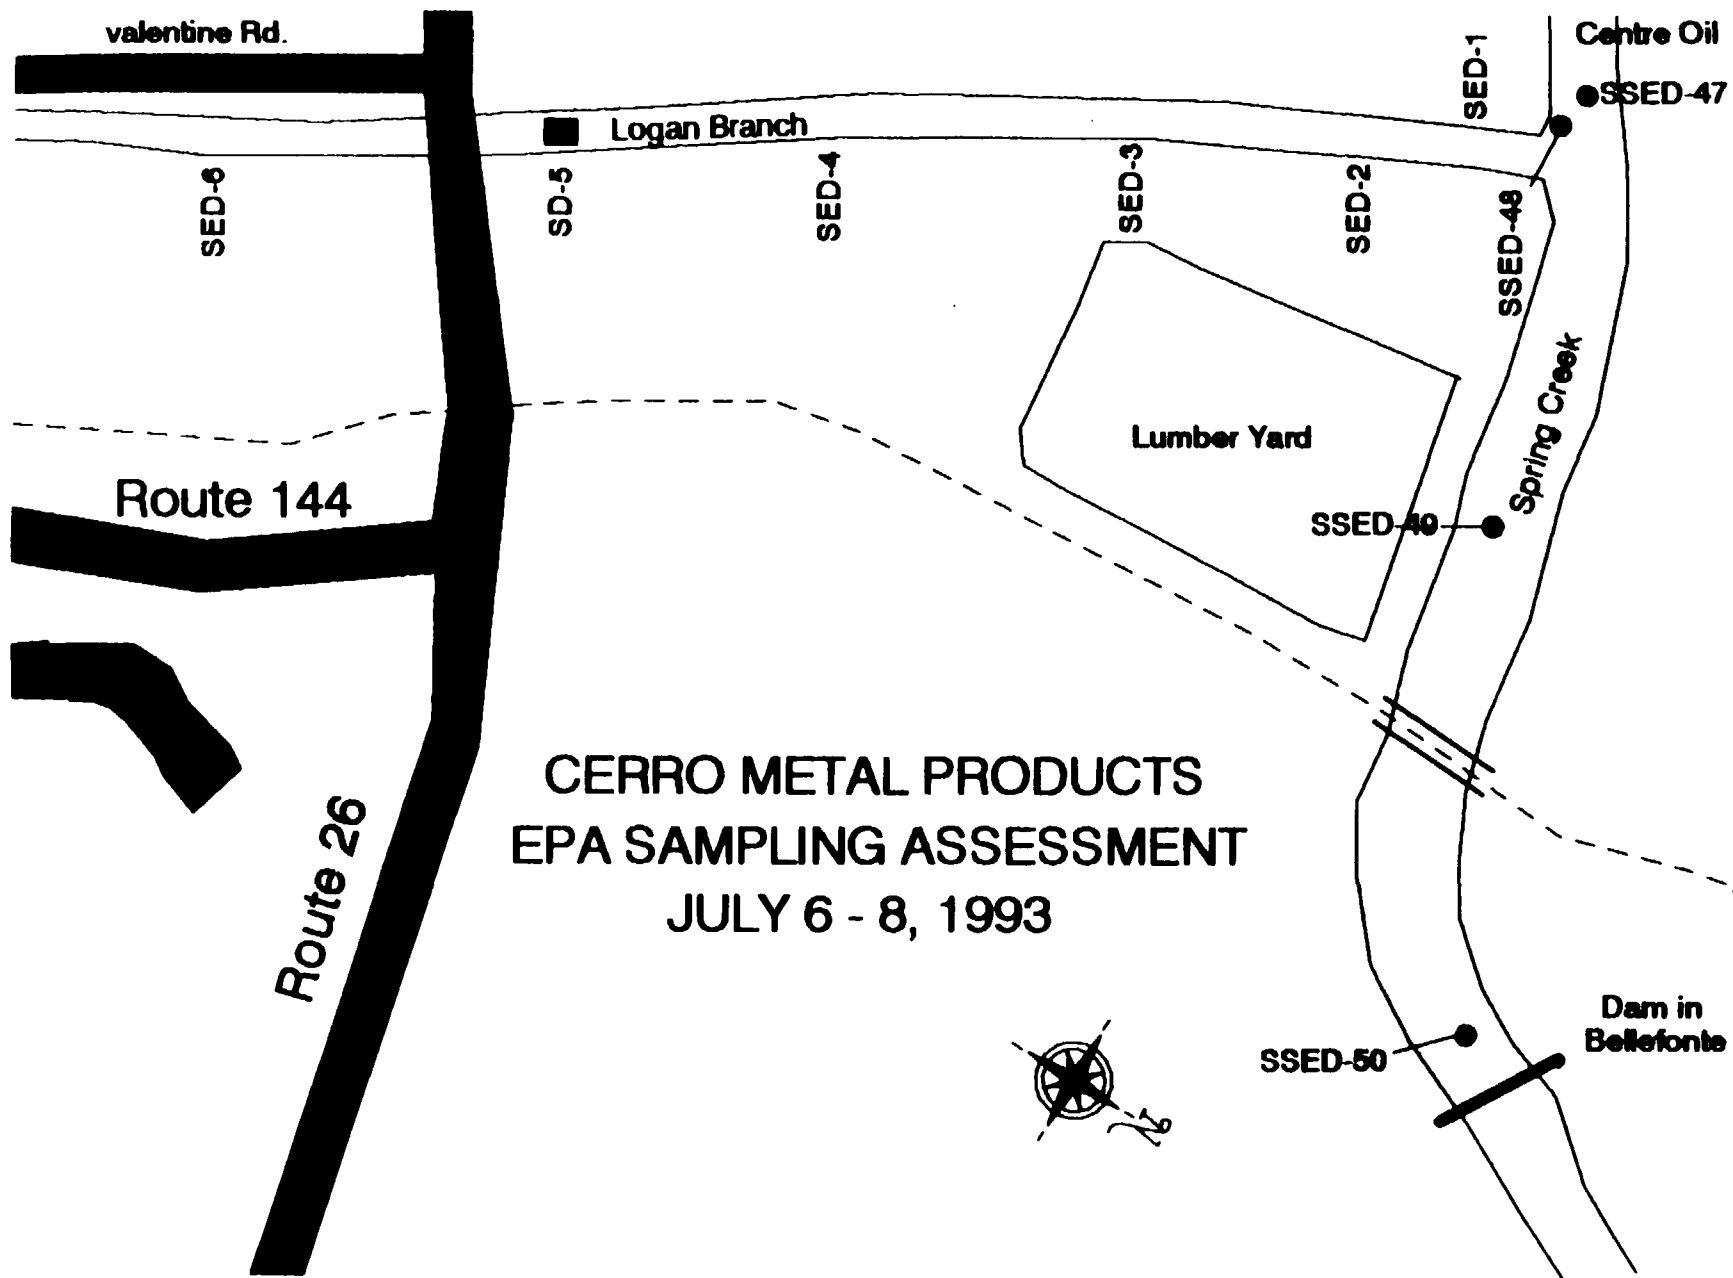 valentine Rd.
Centre Oil
SED-1
SSED-47
Logan Branch
SED-6
SD-5
SED-4
SED-3
SED-2
SSED-48
Spring Creek
Lumber Yard
Route 144
SSED-49
CERRO METAL PRODUCTS
EPA SAMPLING ASSESSMENT
JULY 6 - 8, 1993
Route 26
Dam in
Bellefonte
SSED-50
N